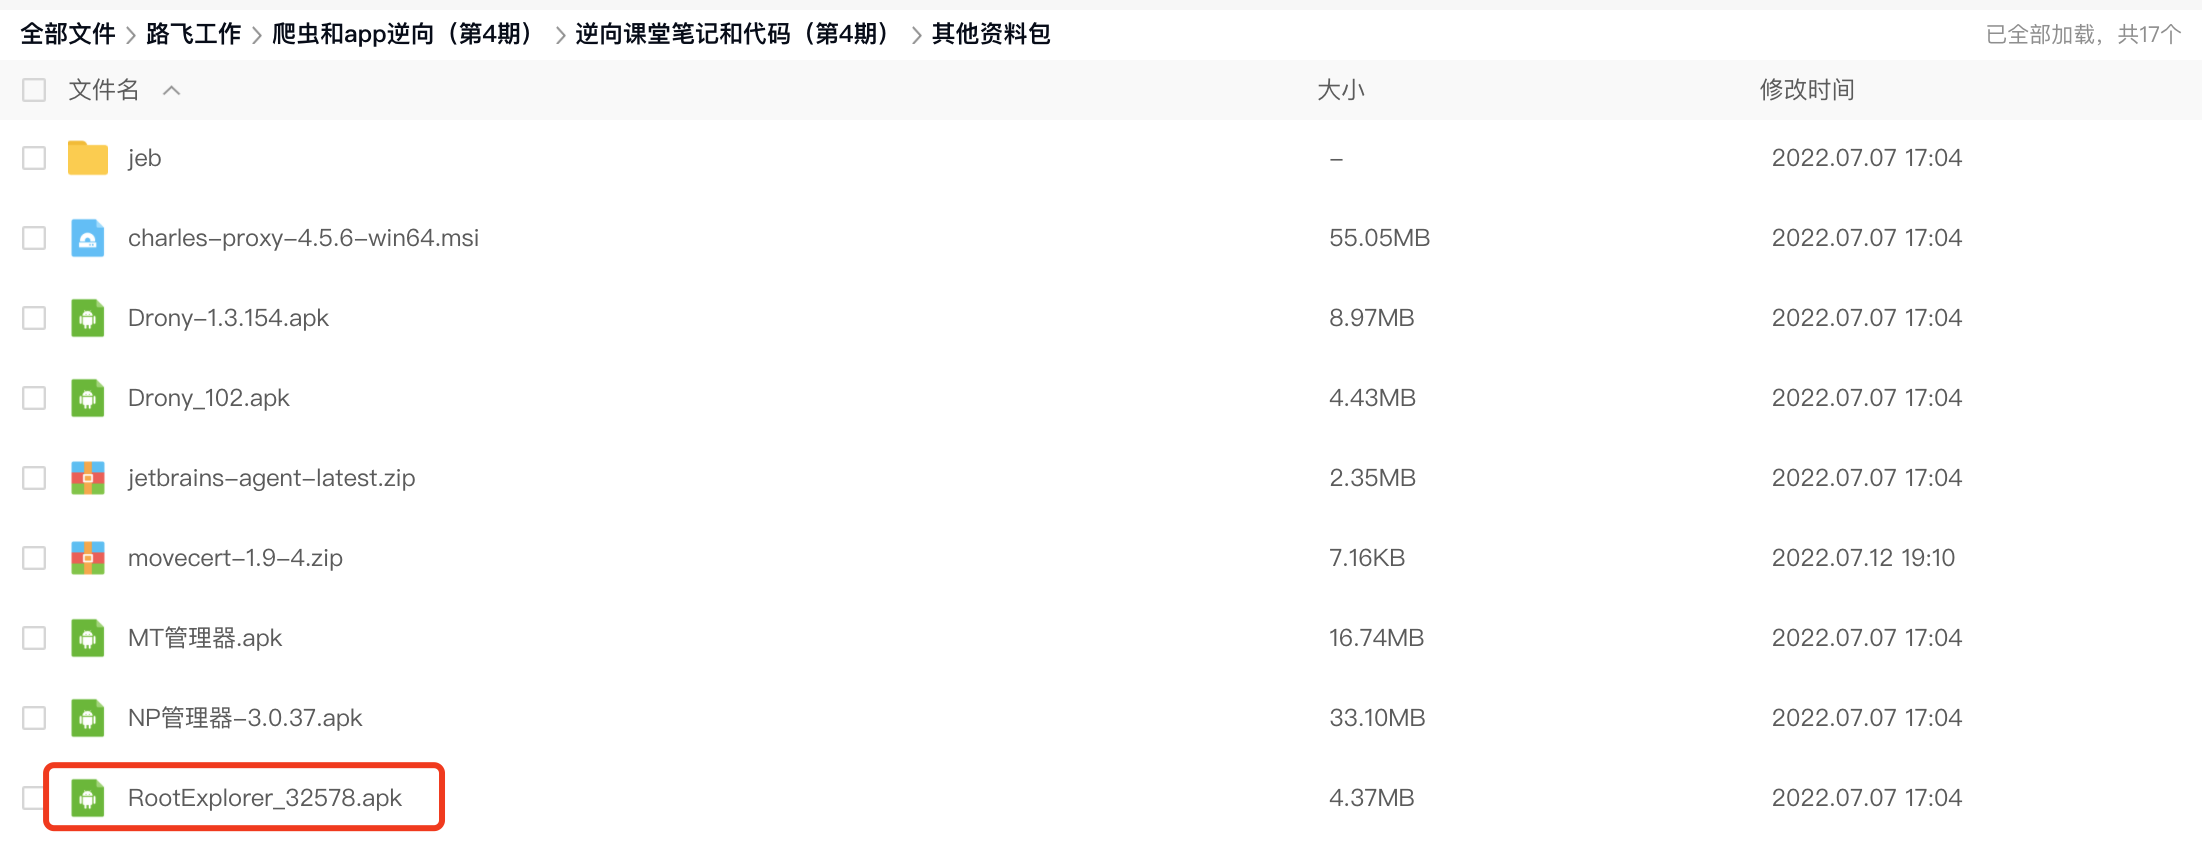 全部文件 > 路飞工作 > 爬虫和app逆向（第4期） > 逆向课堂笔记和代码（第4期） > 其他资料包 已全部加载，共17个
文件名 大小 修改时间
jeb – 2022.07.07 17:04
charles-proxy-4.5.6-win64.msi 55.05MB 2022.07.07 17:04
Drony-1.3.154.apk 8.97MB 2022.07.07 17:04
Drony_102.apk 4.43MB 2022.07.07 17:04
jetbrains-agent-latest.zip 2.35MB 2022.07.07 17:04
movecert-1.9-4.zip 7.16KB 2022.07.12 19:10
MT管理器.apk 16.74MB 2022.07.07 17:04
NP管理器-3.0.37.apk 33.10MB 2022.07.07 17:04
RootExplorer_32578.apk 4.37MB 2022.07.07 17:04